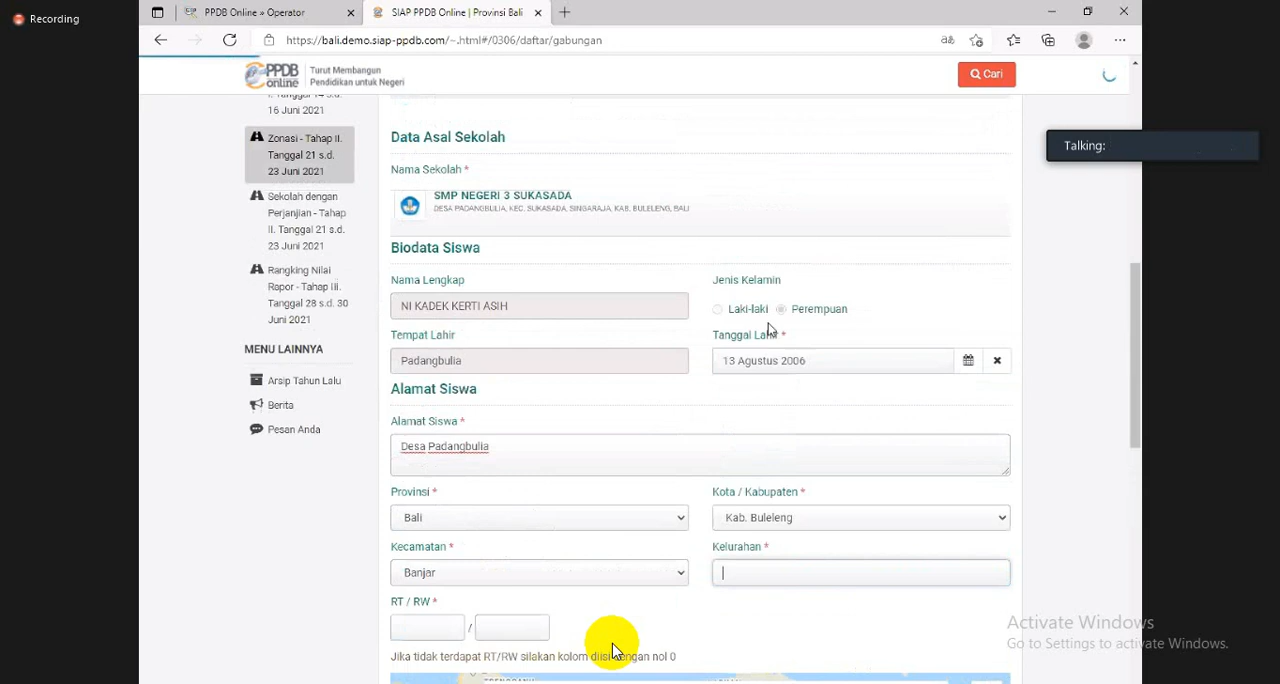 Recording
PPDB Online » Operator
SIAP PPDB Online | Provinsi Bali
https://bali.demo.siap-ppdb.com/~.html#/0306/daftar/gabungan
PPDB online
Turut Membangun
Pendidikan untuk Negeri
Cari
Talking:
I. Tanggal 14 s.d.
16 Juni 2021
Zonasi - Tahap II.
Tanggal 21 s.d.
23 Juni 2021
Sekolah dengan
Perjanjian - Tahap
II. Tanggal 21 s.d.
23 Juni 2021
Rangking Nilai
Rapor - Tahap III.
Tanggal 28 s.d. 30
Juni 2021
MENU LAINNYA
Arsip Tahun Lalu
Berita
Pesan Anda
Data Asal Sekolah
Nama Sekolah *
SMP NEGERI 3 SUKASADA
DESA PADANGBULIA, KEC. SUKASADA, SINGARAJA, KAB. BULELENG, BALI
Biodata Siswa
Nama Lengkap
Jenis Kelamin
NI KADEK KERTI ASIH
Laki-laki
Perempuan
Tempat Lahir
Tanggal Lahir *
Padangbulia
13 Agustus 2006
Alamat Siswa
Alamat Siswa *
Desa Padangbulia
Provinsi *
Kota / Kabupaten *
Bali
Kab. Buleleng
Kecamatan *
Kelurahan *
Banjar
RT / RW *
/
Jika tidak terdapat RT/RW silakan kolom diisi dengan nol 0
Activate Windows
Go to Settings to activate Windows.